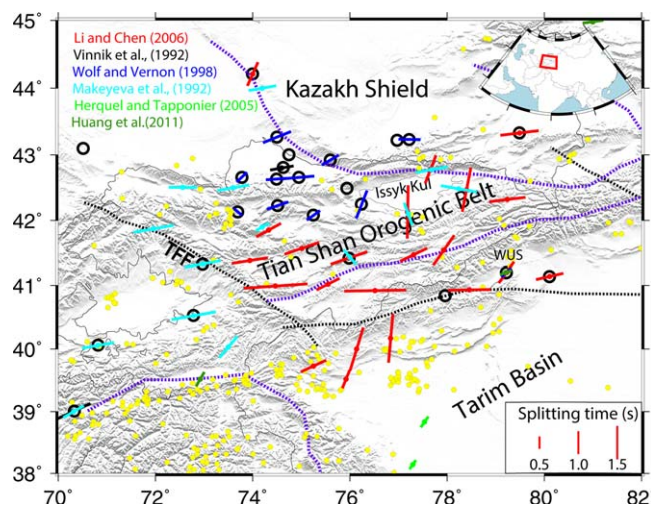 45°
44°
43°
42°
41°
40°
39°
38°
Li and Chen (2006)
Vinnik et al., (1992)
Wolf and Vernon (1998)
Makeyeva et al., (1992)
Herquel and Tapponier (2005)
Huang et al.(2011)
Kazakh Shield
Issyk Kul
Tian Shan Orogenic Belt
TFF
WUS
Tarim Basin
Splitting time (s)
0.5 1.0 1.5
70 72 74 76 78 80 82